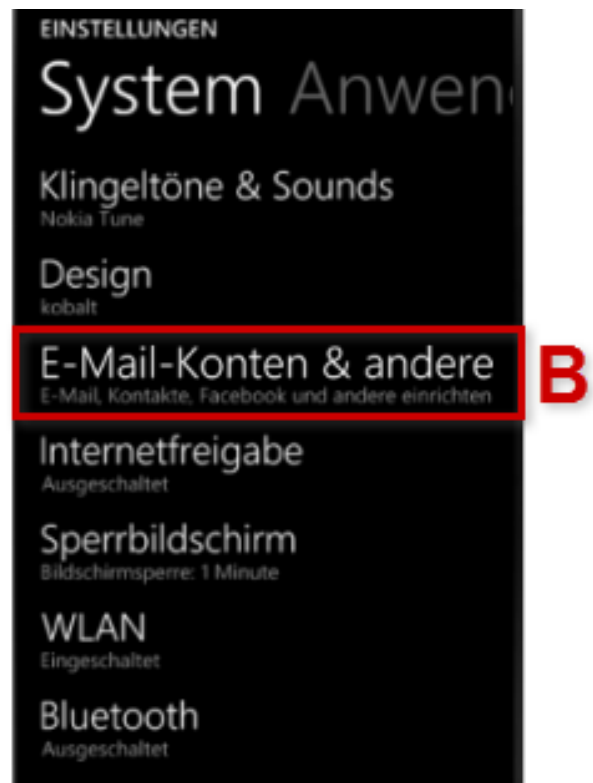 EINSTELLUNGEN
System Anwen
Klingeltöne & Sounds
Nokia Tune
Design
kobalt
E-Mail-Konten & andere
E-Mail, Kontakte, Facebook und andere einrichten
B
Internetfreigabe
Ausgeschaltet
Sperrbildschirm
Bildschirmsperre: 1 Minute
WLAN
Eingeschaltet
Bluetooth
Ausgeschaltet